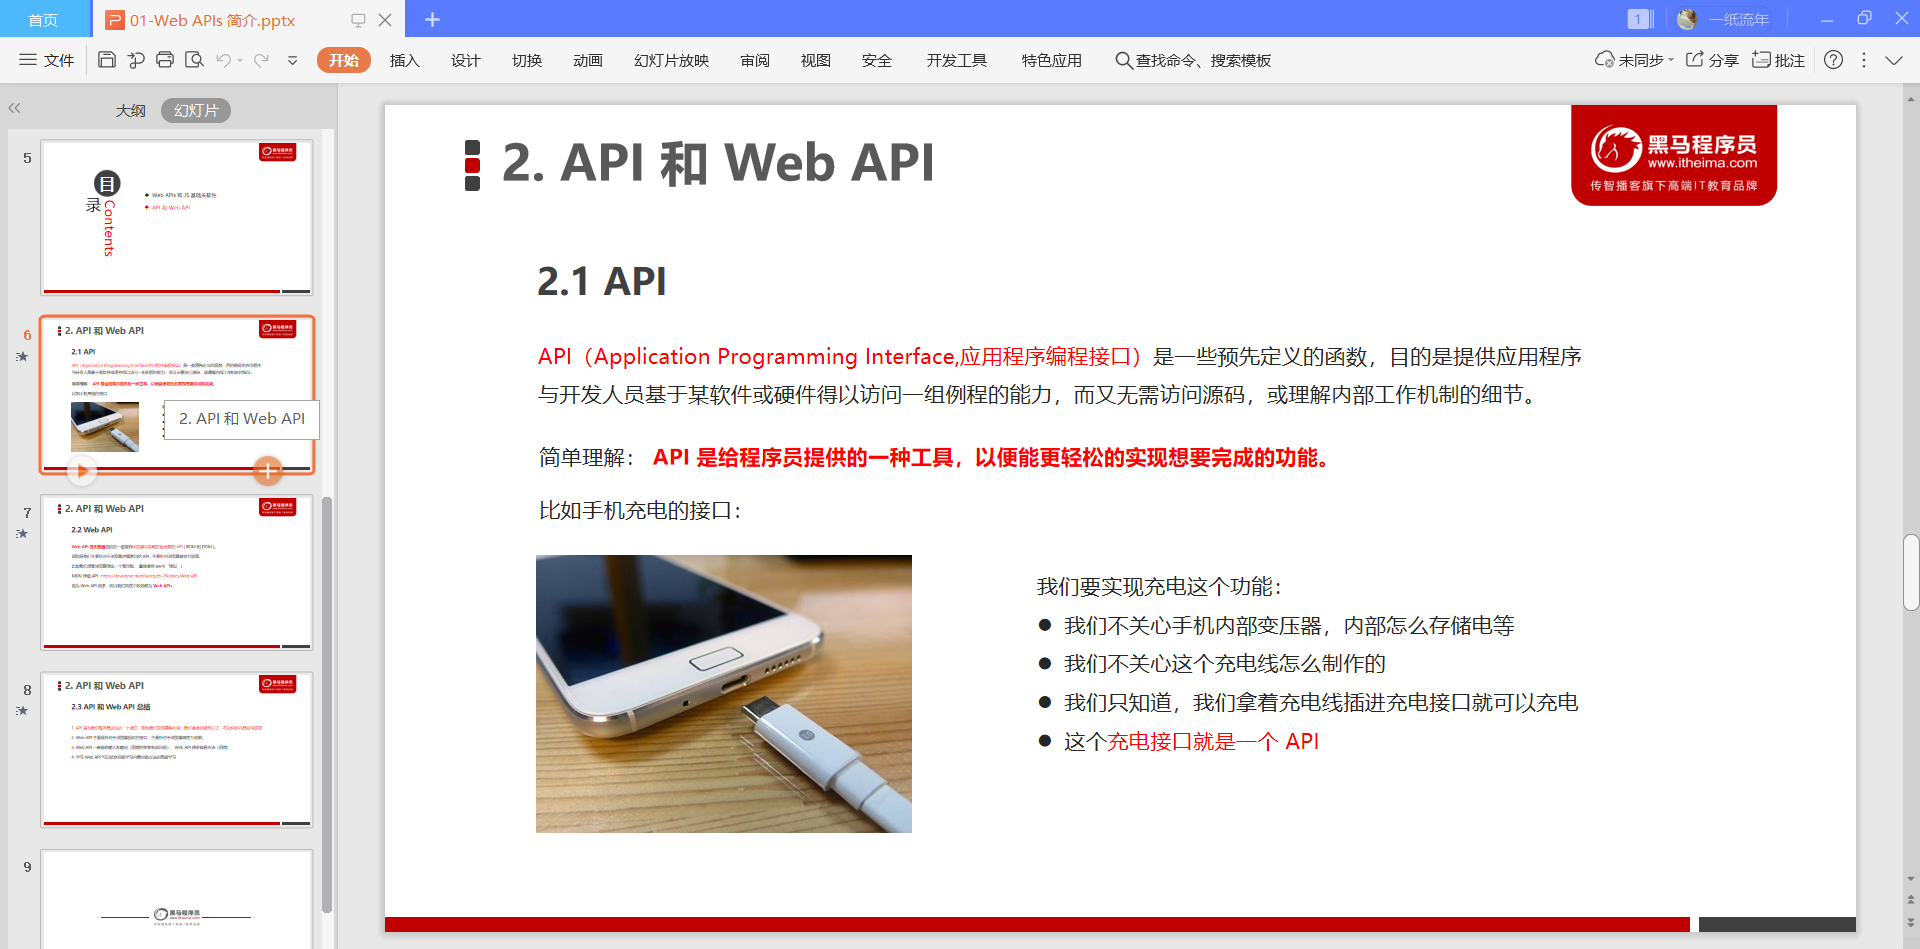 首页
01-Web APIs 简介.pptx
1
一纸流年
文件
开始
插入
设计
切换
动画
幻灯片放映
审阅
视图
安全
开发工具
特色应用
查找命令、搜索模板
未同步
分享
批注
大纲
幻灯片
5
目录
Contents
Web APIs 和 JS 基础关联性
API 和 Web API
6
2. API 和 Web API
2.1 API
2. API 和 Web API
7
2. API 和 Web API
2.2 Web API
8
2. API 和 Web API
2.3 API 和 Web API 总结
9
黑马程序员
2. API 和 Web API
黑马程序员
www.itheima.com
传智播客旗下高端IT教育品牌
2.1 API
API（Application Programming Interface,应用程序编程接口）是一些预先定义的函数，目的是提供应用程序
与开发人员基于某软件或硬件得以访问一组例程的能力，而又无需访问源码，或理解内部工作机制的细节。
简单理解： API 是给程序员提供的一种工具，以便能更轻松的实现想要完成的功能。
比如手机充电的接口：
我们要实现充电这个功能：
● 我们不关心手机内部变压器，内部怎么存储电等
● 我们不关心这个充电线怎么制作的
● 我们只知道，我们拿着充电线插进充电接口就可以充电
● 这个充电接口就是一个 API